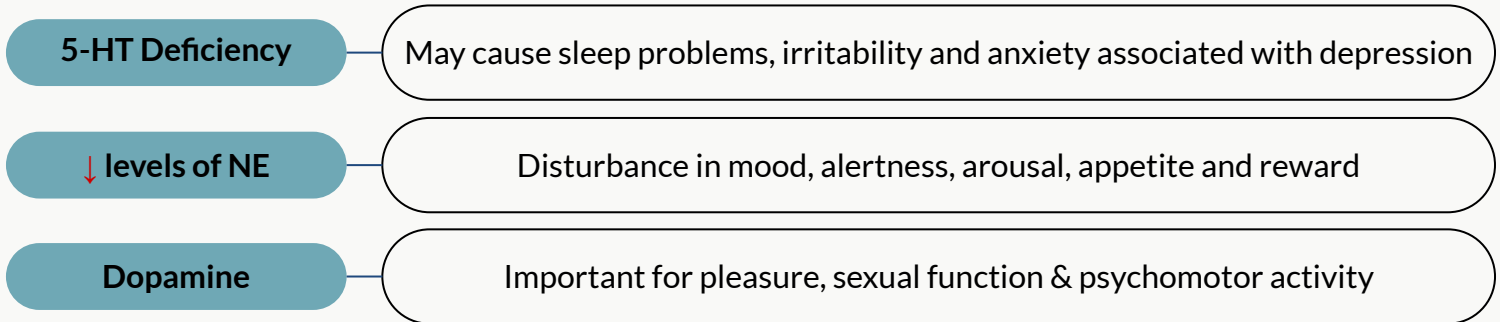 5-HT Deficiency
May cause sleep problems, irritability and anxiety associated with depression
↓ levels of NE
Disturbance in mood, alertness, arousal, appetite and reward
Dopamine
Important for pleasure, sexual function & psychomotor activity